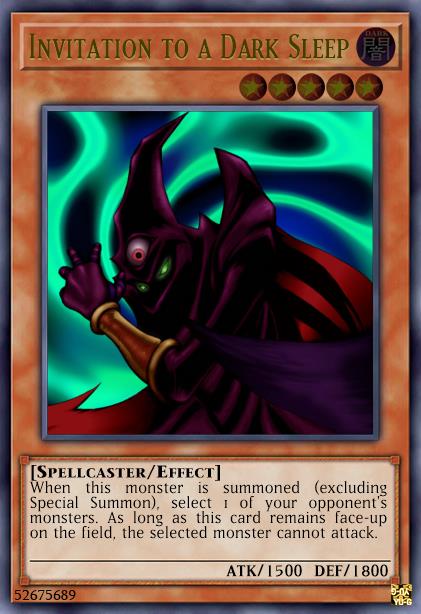 INVITATION TO A DARK SLEEP
DARK
闇
[SPELLCASTER/EFFECT]
When this monster is summoned (excluding
Special Summon), select 1 of your opponent's
monsters. As long as this card remains face-up
on the field, the selected monster cannot attack.
ATK/1500 DEF/1800
52675689